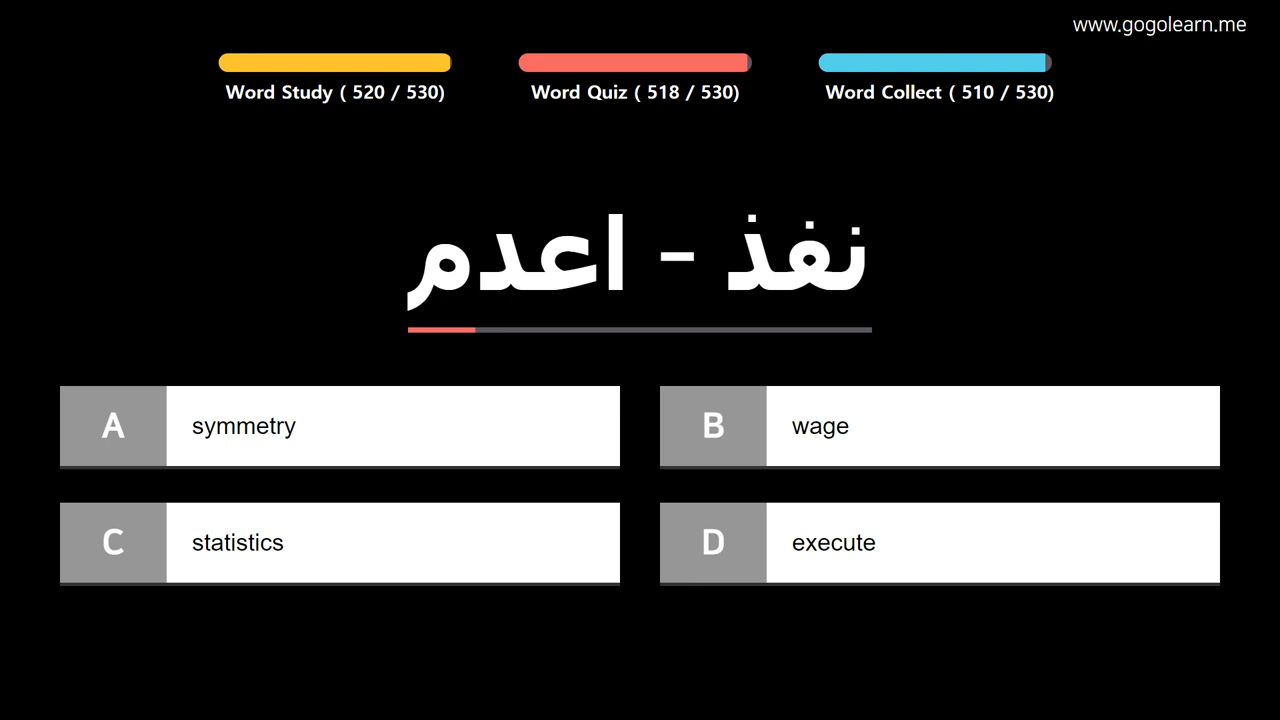 www.gogolearn.me
Word Study ( 520 / 530)
Word Quiz ( 518 / 530)
Word Collect ( 510 / 530)
نفذ - اعدم
A symmetry
B wage
C statistics
D execute